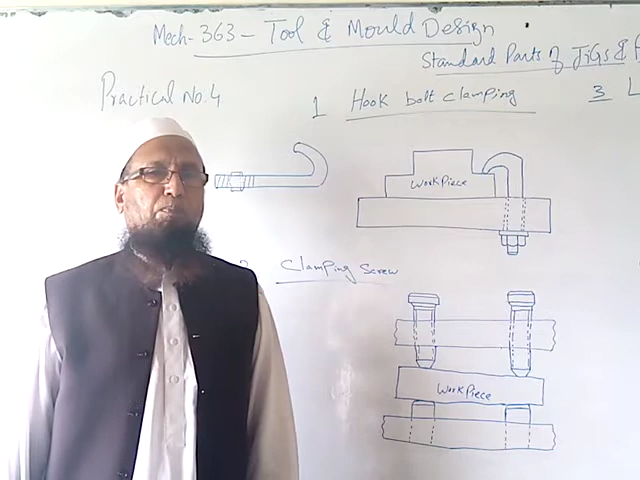 Mech-363- Tool & Mould Design
Standard Parts of JiGs &
Practical No.4
1 Hook bolt clamping
3
WorkPiece
Clamping Screw
WorkPiece